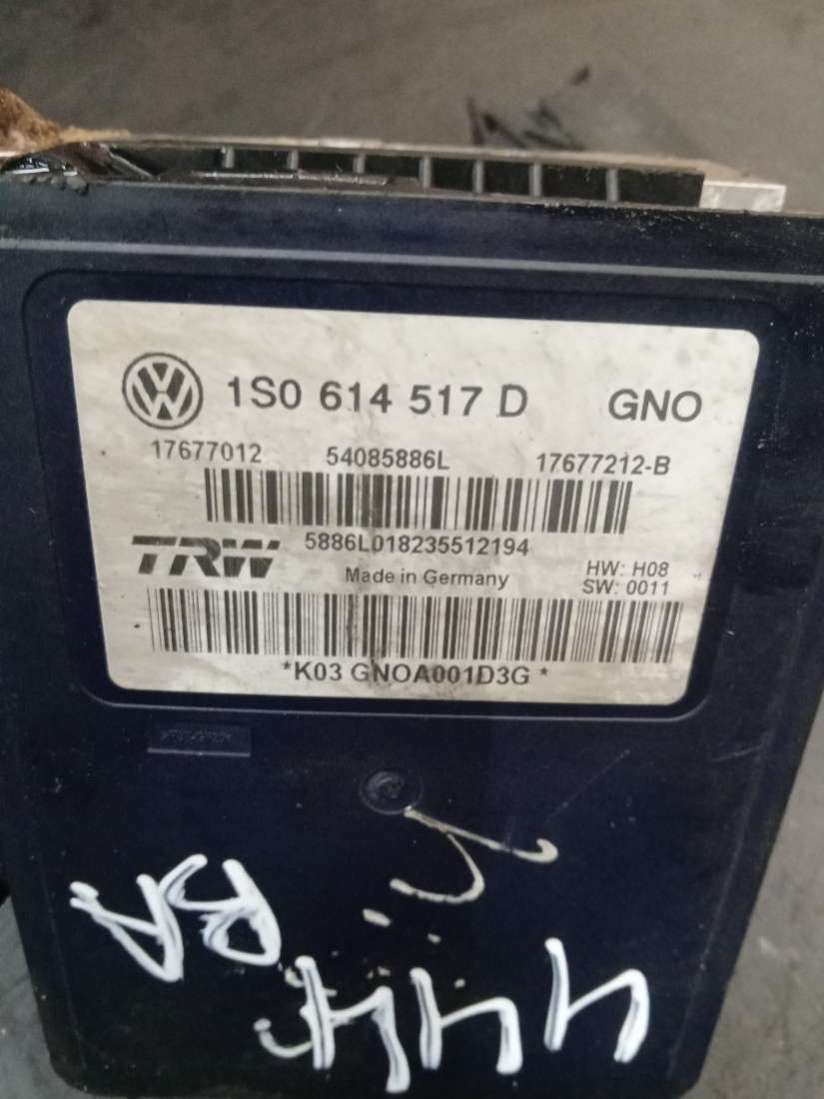 1S0 614 517 D GNO
17677012 54085886L 17677212-B
5886L018235512194
TRW Made in Germany HW: H08
SW: 0011
*K03 GNOA001D3G*